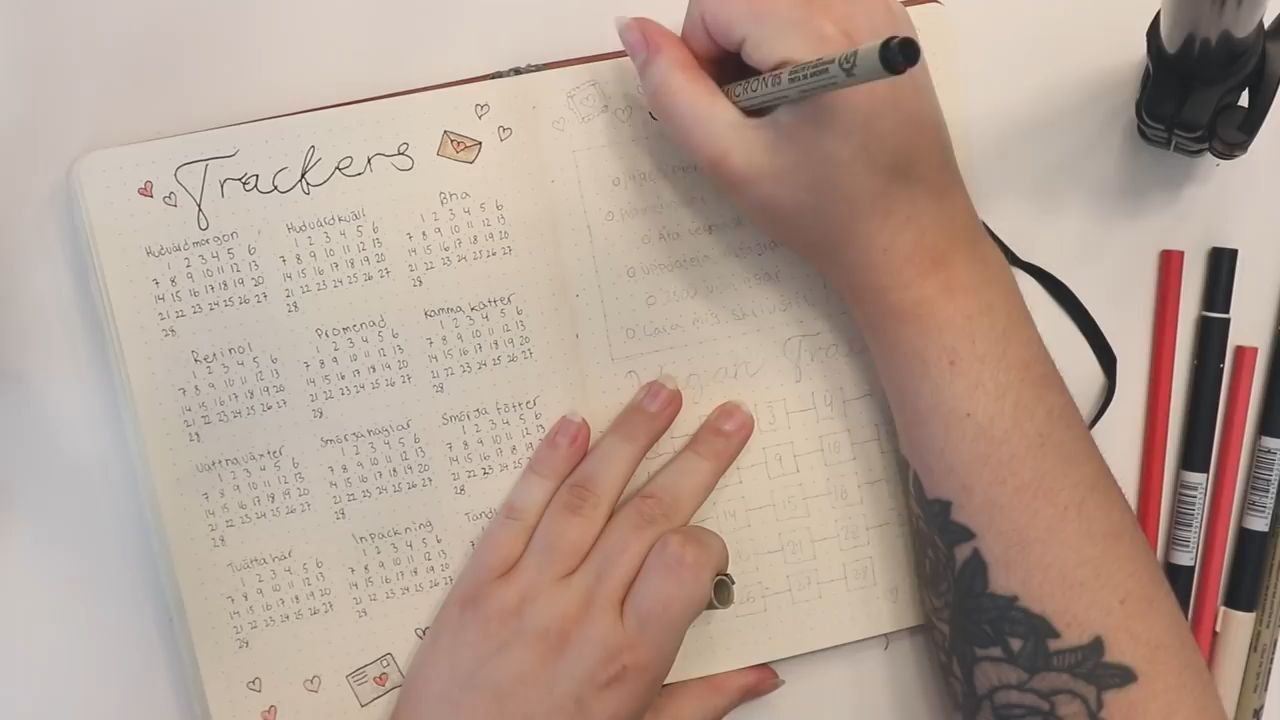 Trackers
Hudvård morgon
1 2 3 4 5 6
7 8 9 10 11 12 13
14 15 16 17 18 19 20
21 22 23 24 25 26 27
28
Hudvård kväll
1 2 3 4 5 6
7 8 9 10 11 12 13
14 15 16 17 18 19 20
21 22 23 24 25 26 27
28
Bha
1 2 3 4 5 6
7 8 9 10 11 12 13
14 15 16 17 18 19 20
21 22 23 24 25 26 27
28
Retinol
1 2 3 4 5 6
7 8 9 10 11 12 13
14 15 16 17 18 19 20
21 22 23 24 25 26 27
28
Promenad
1 2 3 4 5 6
7 8 9 10 11 12 13
14 15 16 17 18 19 20
21 22 23 24 25 26 27
28
Kamma katter
1 2 3 4 5 6
7 8 9 10 11 12 13
14 15 16 17 18 19 20
21 22 23 24 25 26 27
28
Vattna växter
1 2 3 4 5 6
7 8 9 10 11 12 13
14 15 16 17 18 19 20
21 22 23 24 25 26 27
28
Smörja naglar
1 2 3 4 5 6
7 8 9 10 11 12 13
14 15 16 17 18 19 20
21 22 23 24 25 26 27
28
Smörja fötter
1 2 3 4 5 6
7 8 9 10 11 12
14 15 16 17 18 19
21 22 23 24 25
28
Tvätta hår
1 2 3 4 5 6
7 8 9 10 11 12 13
14 15 16 17 18 19 20
21 22 23 24 25 26 27
28
Inpackning
1 2 3 4 5 6
7 8 9 10 11 12 13
14 15 16 17 18 19 20
21 22 23 24 25 26
28
Uppdatera
3 4
9 10
14 15 16
21 22
26 27 28
MICRON 05
TINTA DE ARCHIVO